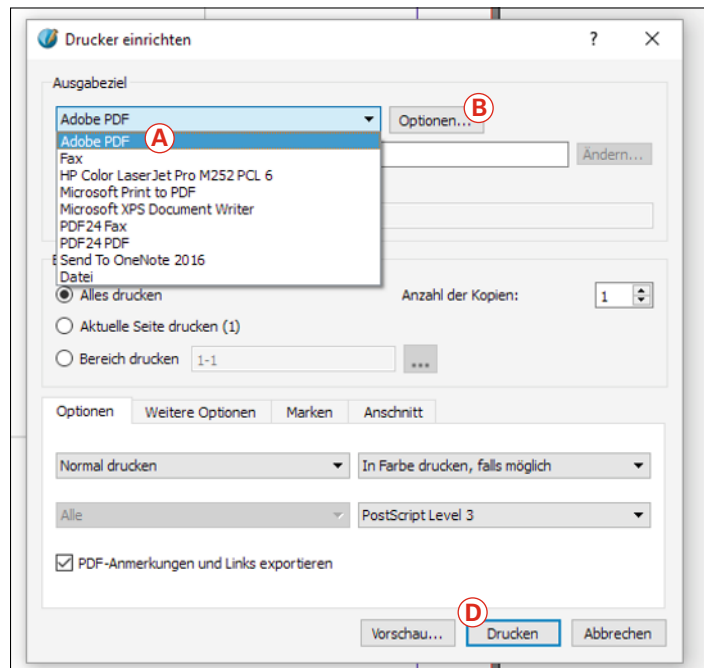 Drucker einrichten ? ×
Ausgabeziel
Adobe PDF Optionen... B
Adobe PDF A
Fax Ändern...
HP Color LaserJet Pro M252 PCL 6
Microsoft Print to PDF
Microsoft XPS Document Writer
PDF24 Fax
PDF24 PDF
Send To OneNote 2016
Datei
Alles drucken Anzahl der Kopien: 1
Aktuelle Seite drucken (1)
Bereich drucken 1-1 ...
Optionen Weitere Optionen Marken Anschnitt
Normal drucken In Farbe drucken, falls möglich
Alle PostScript Level 3
PDF-Anmerkungen und Links exportieren
D
Vorschau... Drucken Abbrechen